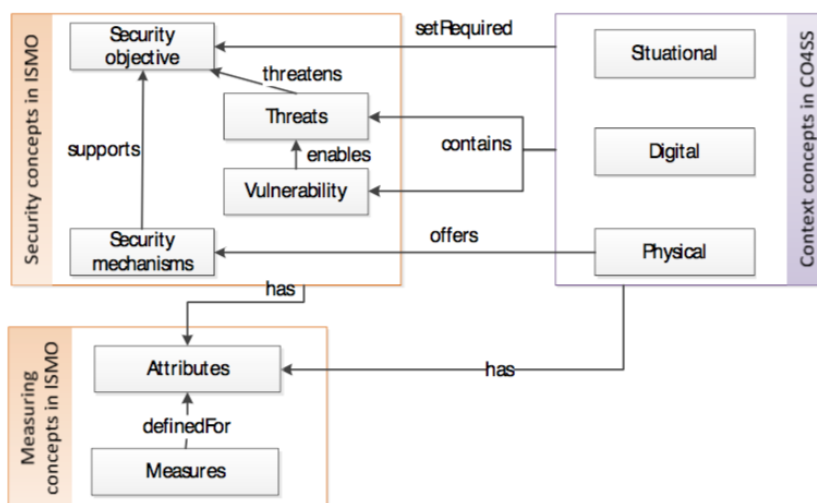 Security concepts in ISMO
Security
objective
setRequired
Situational
Context concepts in CO4SS
threatens
Threats
supports
enables
contains
Digital
Vulnerability
Security
mechanisms
offers
Physical
has
Measuring
concepts in ISMO
Attributes
has
definedFor
Measures